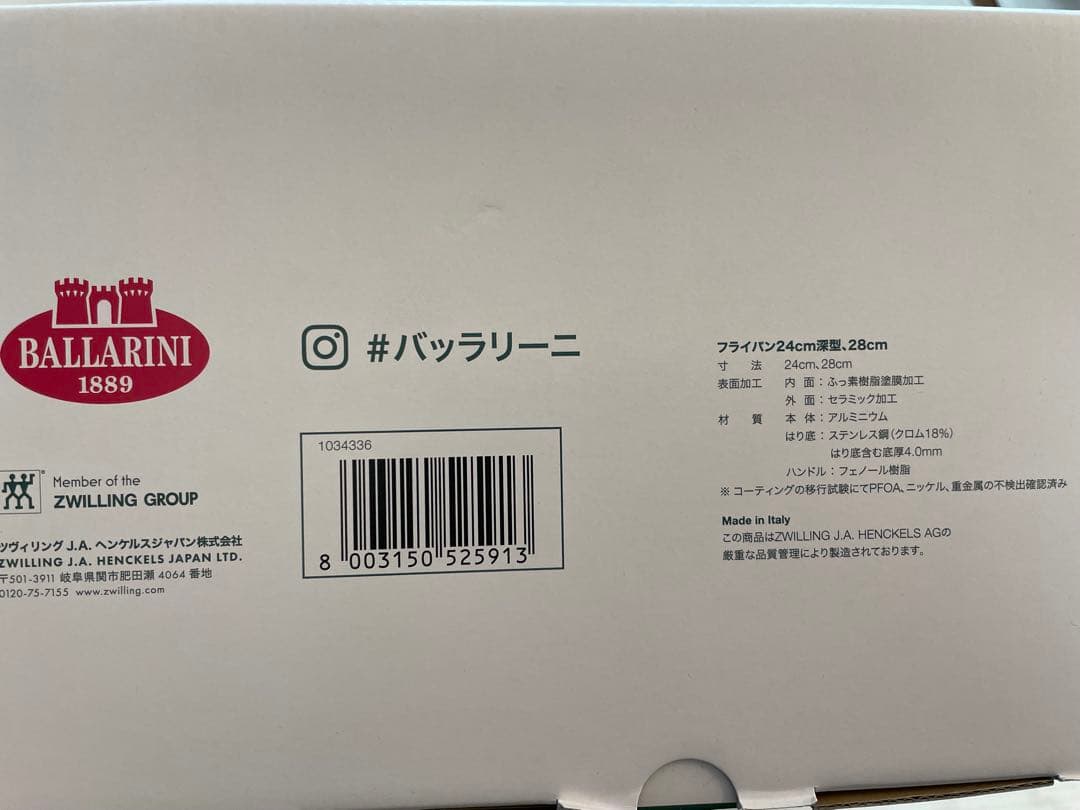 BALLARINI
1889
Member of the
ZWILLING GROUP
ツヴィリング J.A. ヘンケルスジャパン株式会社
ZWILLING J.A. HENCKELS JAPAN LTD.
〒501-3911 岐阜県関市肥田瀬 4064 番地
0120-75-7155 www.zwilling.com
#バッラリーニ
1034336
8 003150 525913
フライパン24cm深型、28cm
寸 法 24cm、28cm
表面加工 内 面：ふっ素樹脂塗膜加工
外 面：セラミック加工
材 質 本 体：アルミニウム
はり底：ステンレス鋼（クロム18%）
はり底含む底厚4.0mm
ハンドル：フェノール樹脂
※ コーティングの移行試験にてPFOA、ニッケル、重金属の不検出確認済み
Made in Italy
この商品はZWILLING J.A. HENCKELS AGの
厳重な品質管理により製造されております。